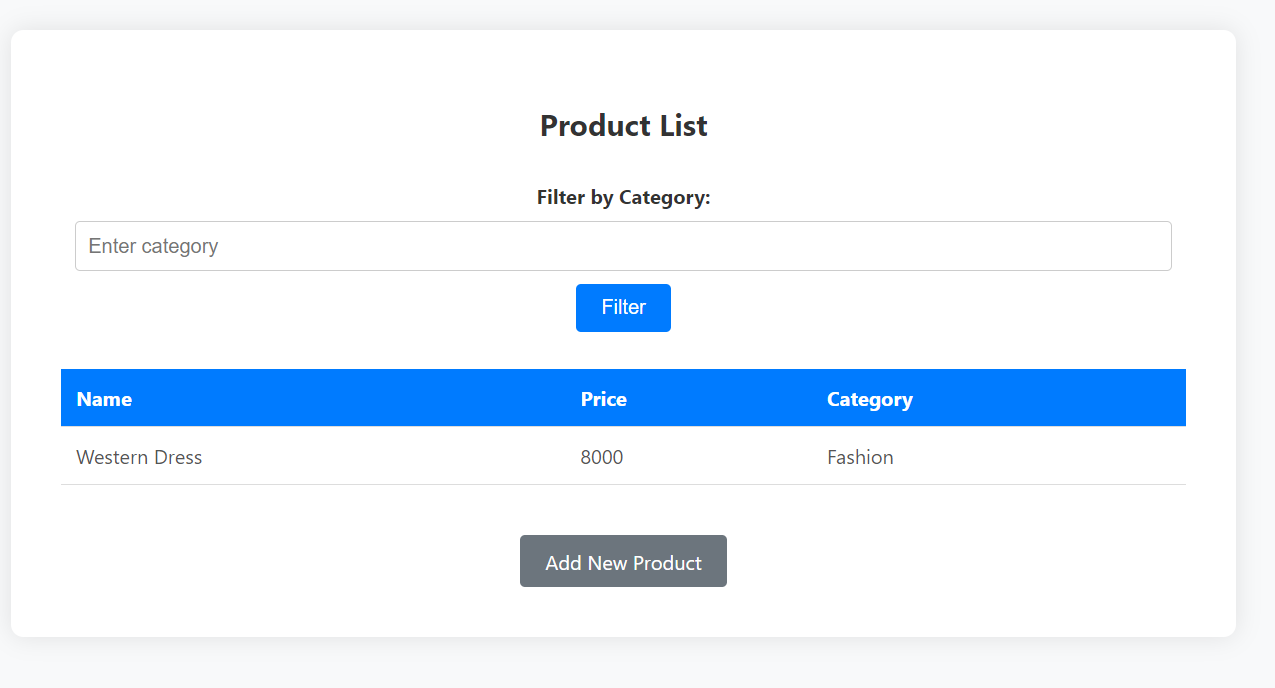 Product List
Filter by Category:
Enter category
Filter
Name Price Category
Western Dress 8000 Fashion
Add New Product